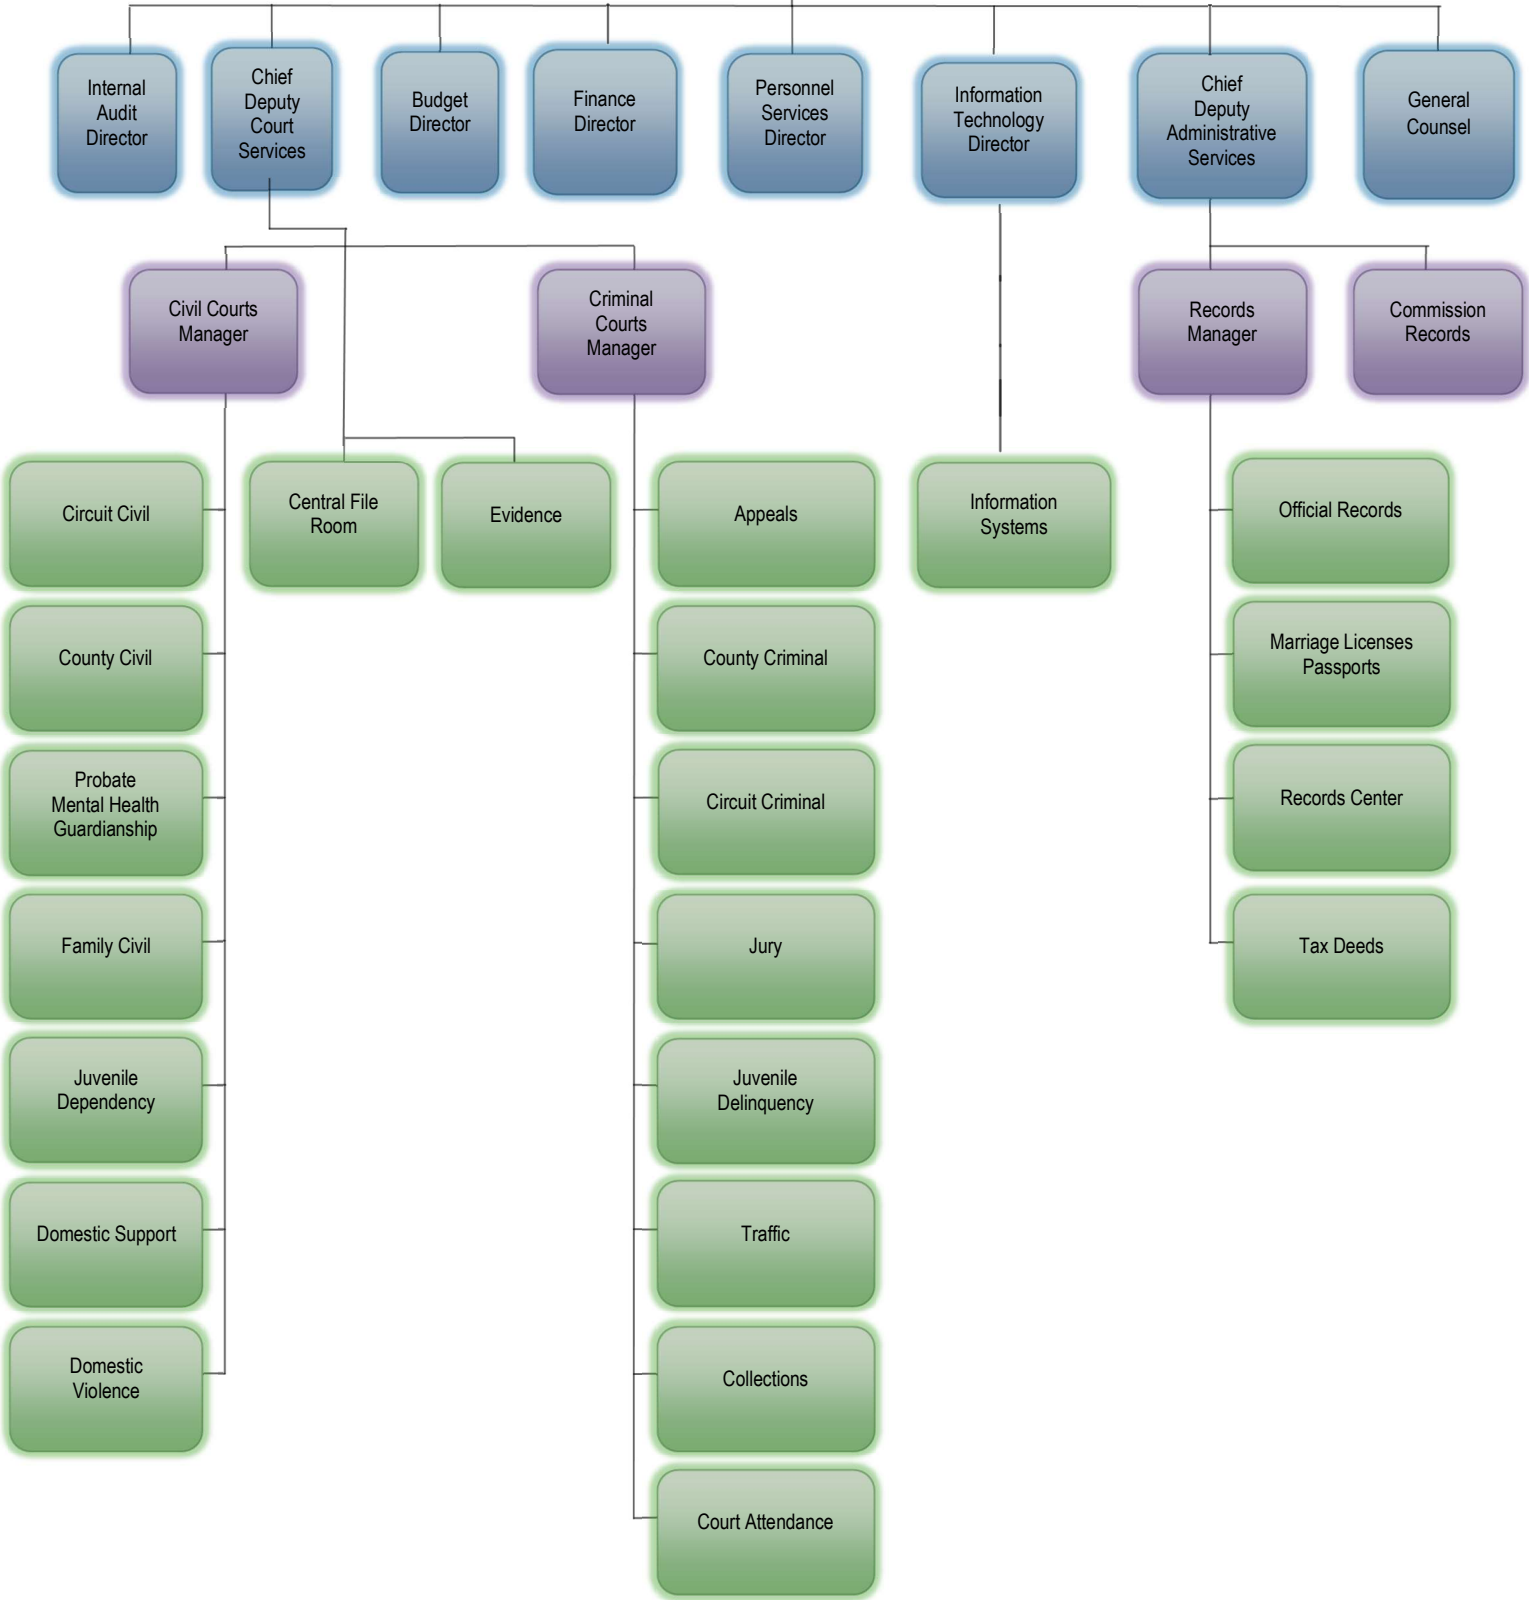 Internal
Audit
Director
Chief
Deputy
Court
Services
Budget
Director
Finance
Director
Personnel
Services
Director
Information
Technology
Director
Chief
Deputy
Administrative
Services
General
Counsel
Civil Courts
Manager
Criminal
Courts
Manager
Records
Manager
Commission
Records
Circuit Civil
Central File
Room
Evidence
Appeals
Information
Systems
Official Records
County Civil
County Criminal
Marriage Licenses
Passports
Probate
Mental Health
Guardianship
Circuit Criminal
Records Center
Family Civil
Jury
Tax Deeds
Juvenile
Dependency
Juvenile
Delinquency
Domestic Support
Traffic
Domestic
Violence
Collections
Court Attendance